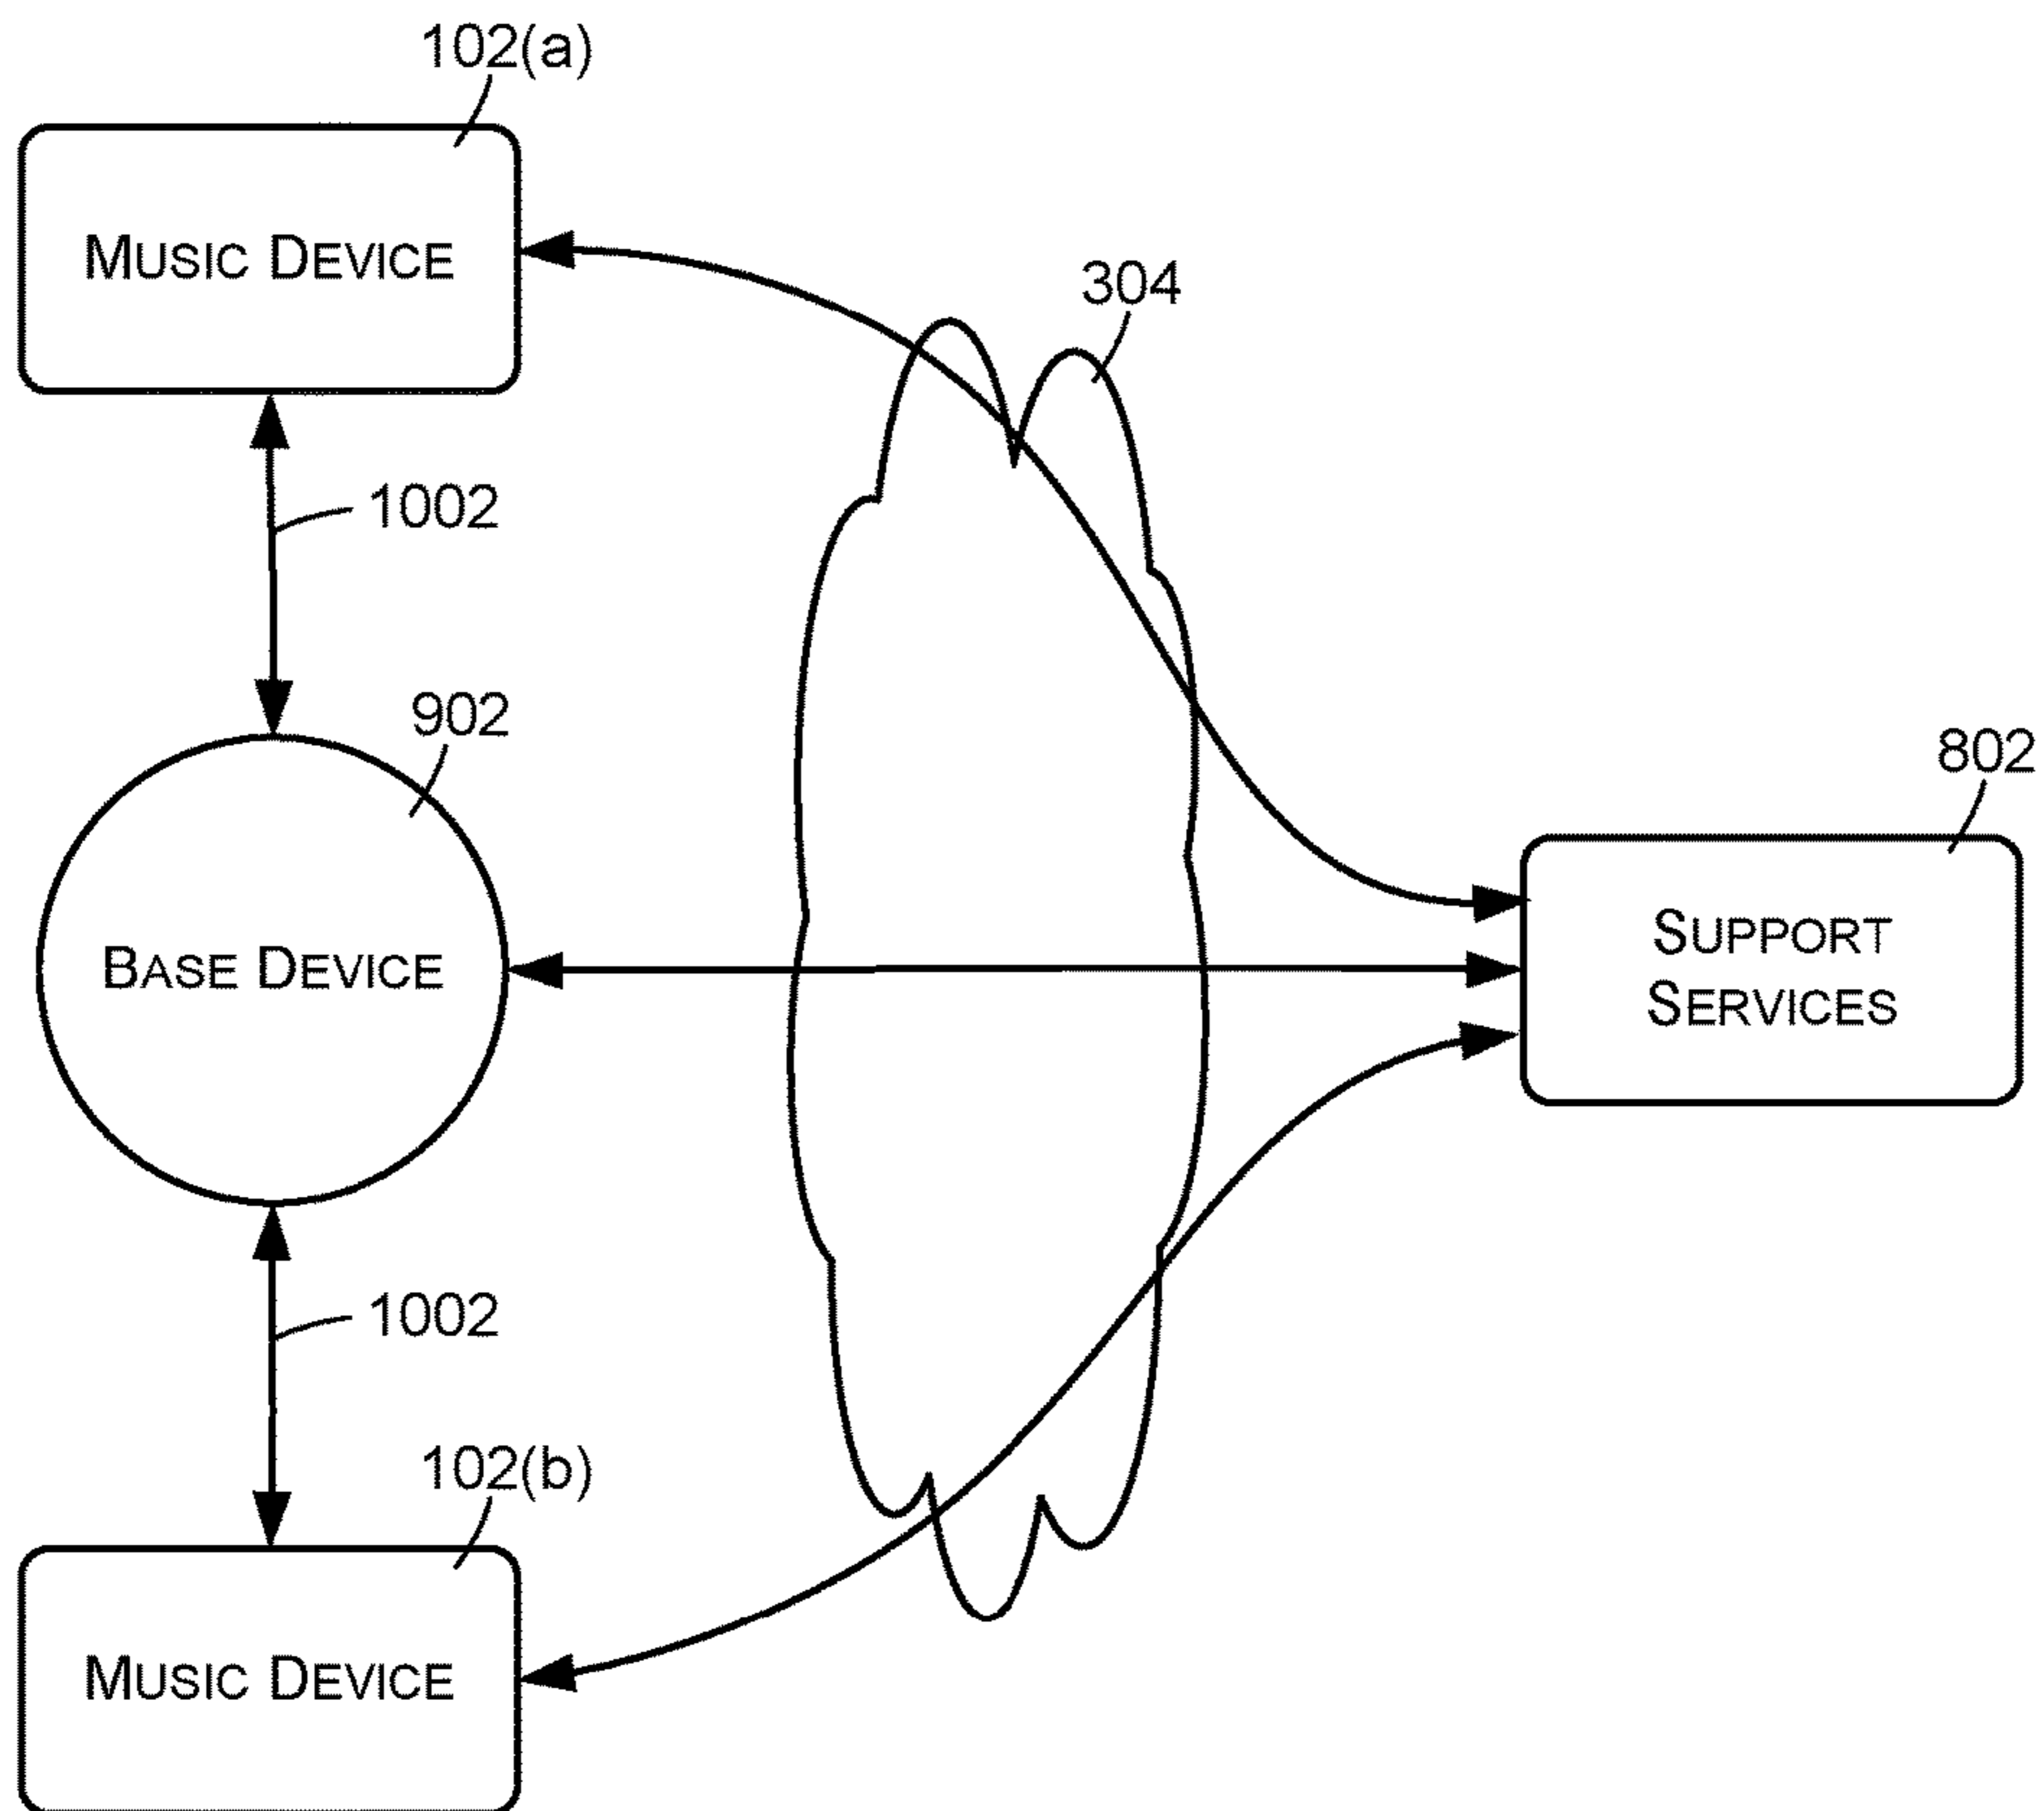 102(a)
MUSIC DEVICE
304
1002
902
802
BASE DEVICE
SUPPORT
SERVICES
1002
102(b)
MUSIC DEVICE